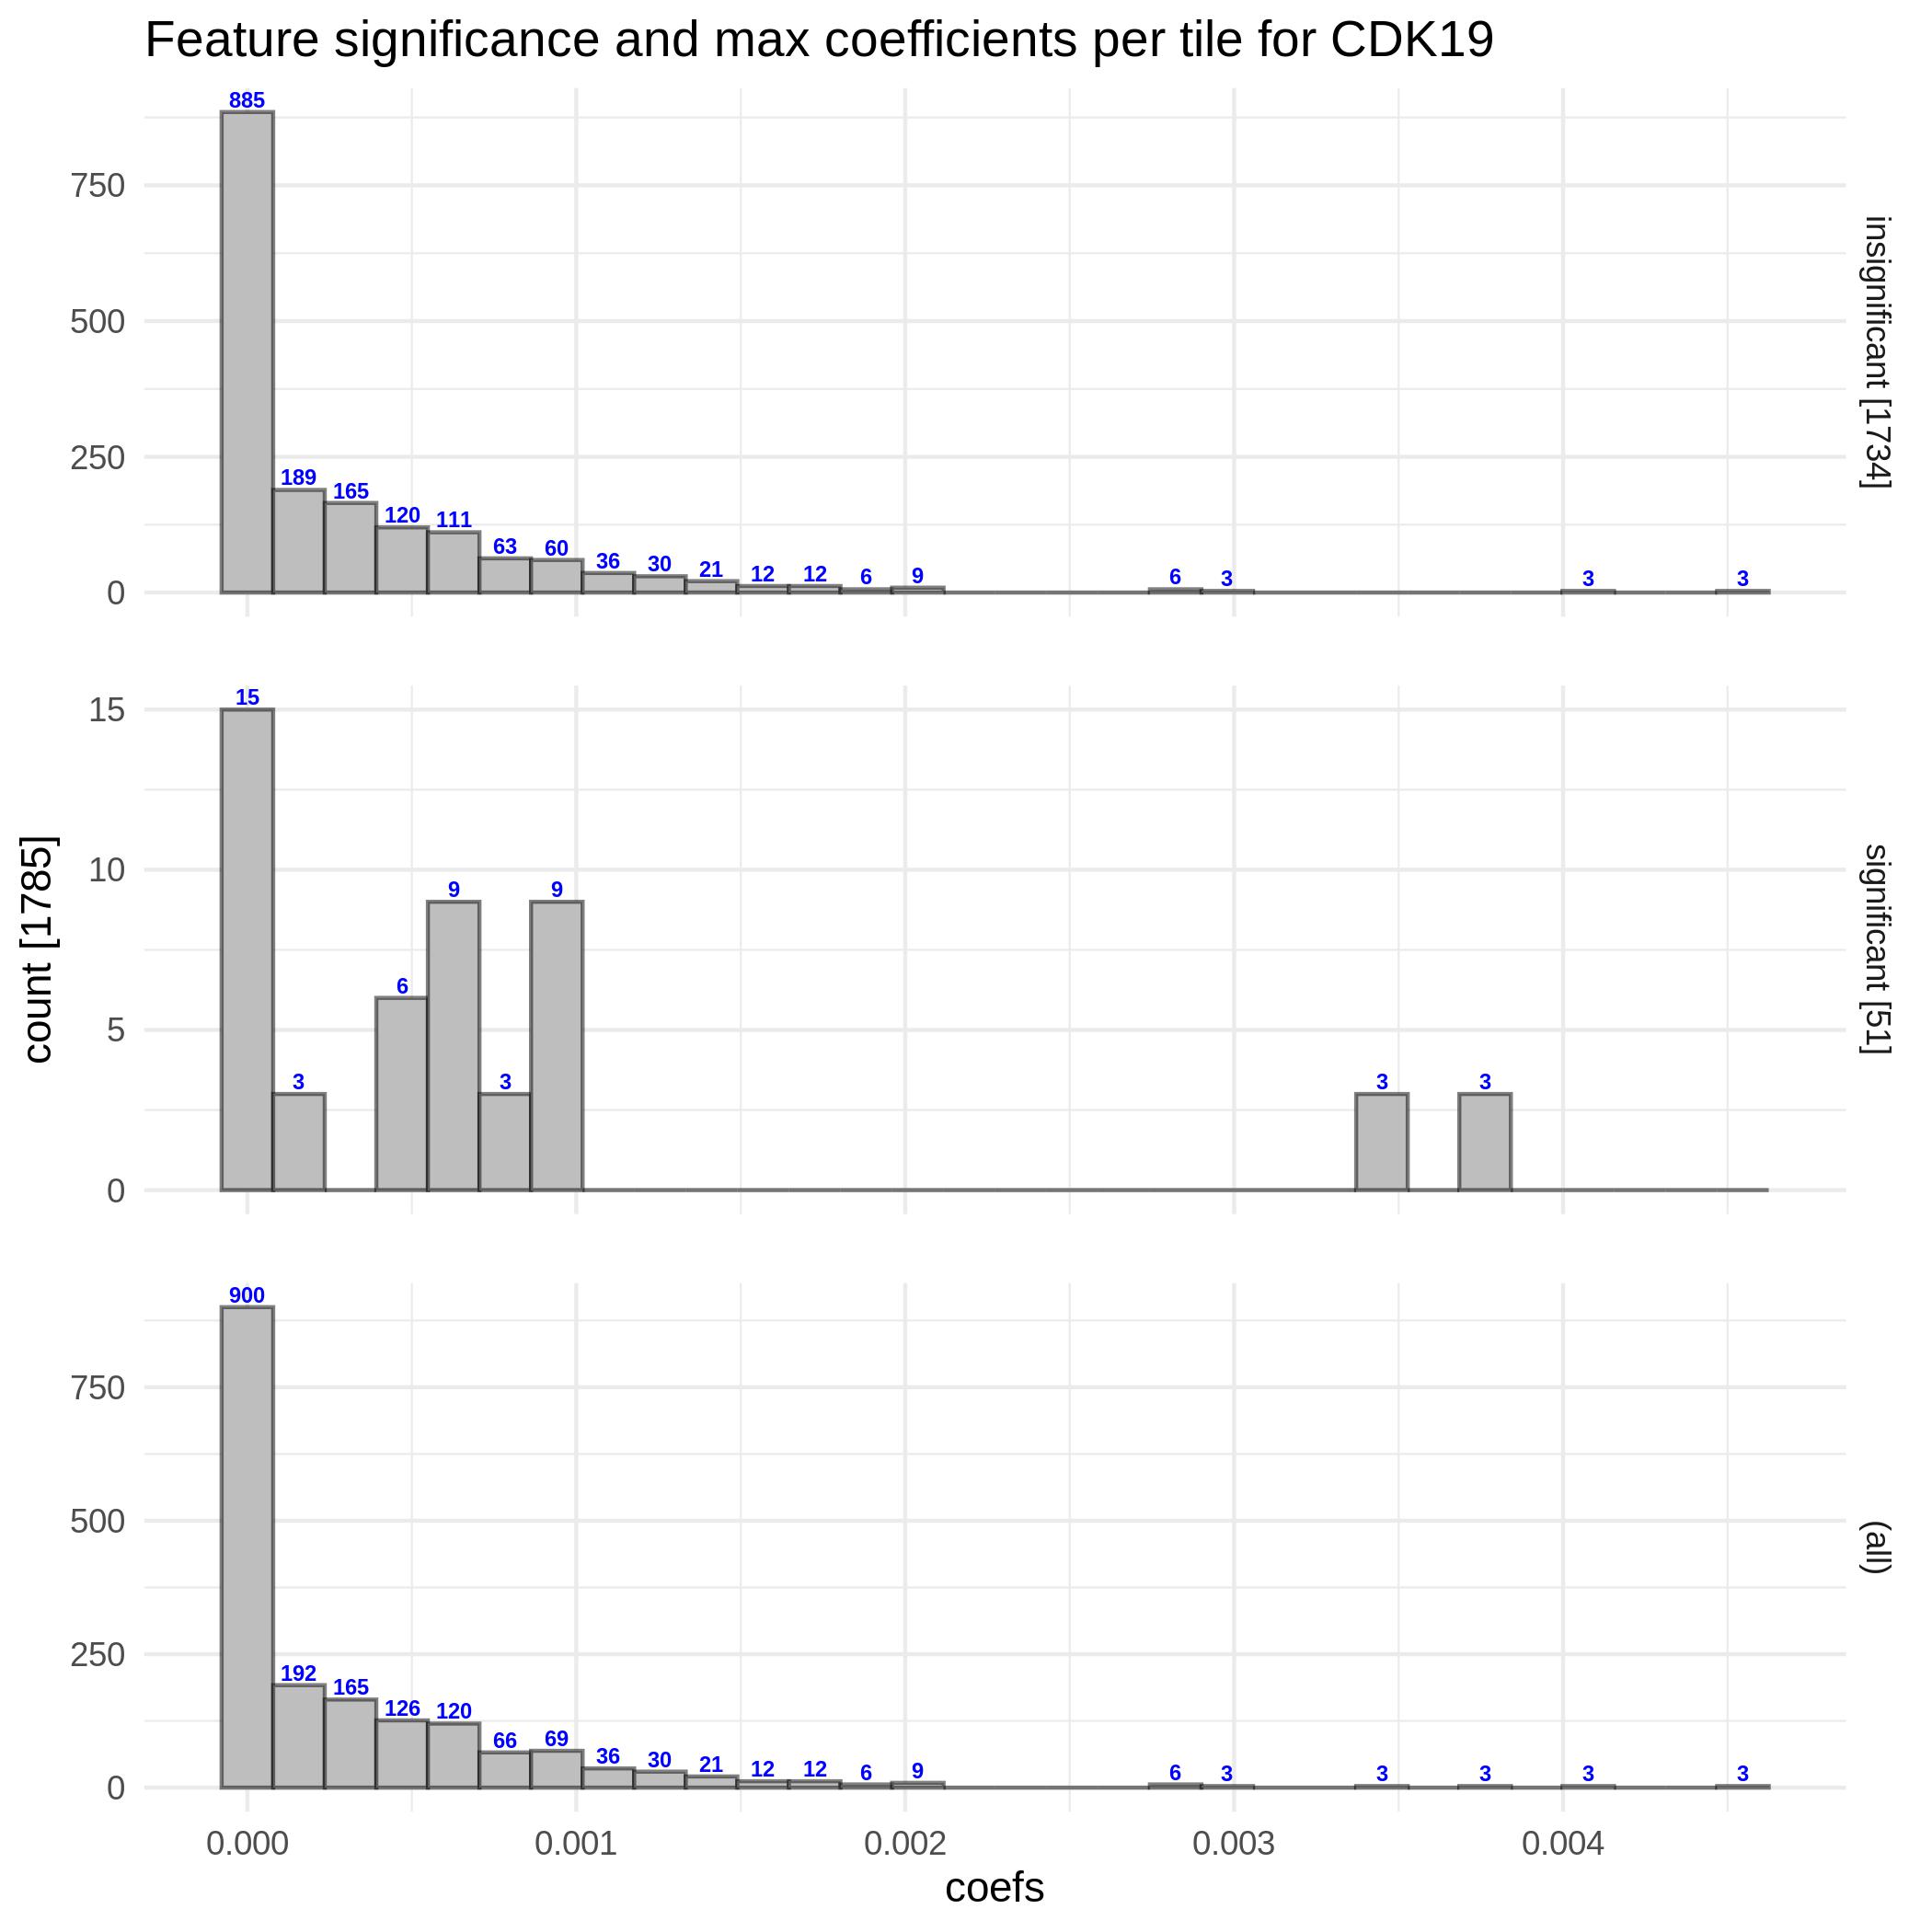 Feature significance and max coefficients per tile for CDK19
count [1785]
885
189 165 120 111 63 60 36 30 21 12 12 6 9 6 3 3 3
750
500
250
0
insignificant [1734]
15
3 6 9 3 9 3 3
15
10
5
0
significant [51]
900
192 165 126 120 66 69 36 30 21 12 12 6 9 6 3 3 3 3 3
750
500
250
0
(all)
0.000 0.001 0.002 0.003 0.004
coefs